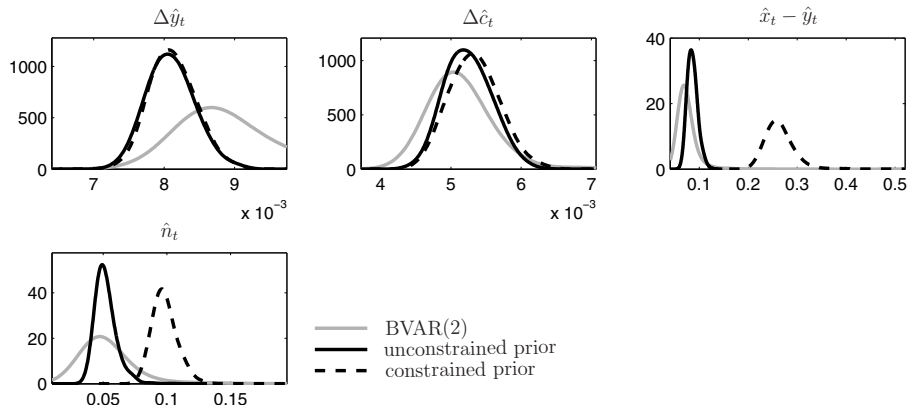 Δŷ_t
Δĉ_t
x̂_t − ŷ_t
1000
500
0
7 8 9
x 10⁻³
1000
500
0
4 5 6 7
x 10⁻³
40
20
0
0.1 0.2 0.3 0.4 0.5
n̂_t
40
20
0
0.05 0.1 0.15
BVAR(2)
unconstrained prior
constrained prior